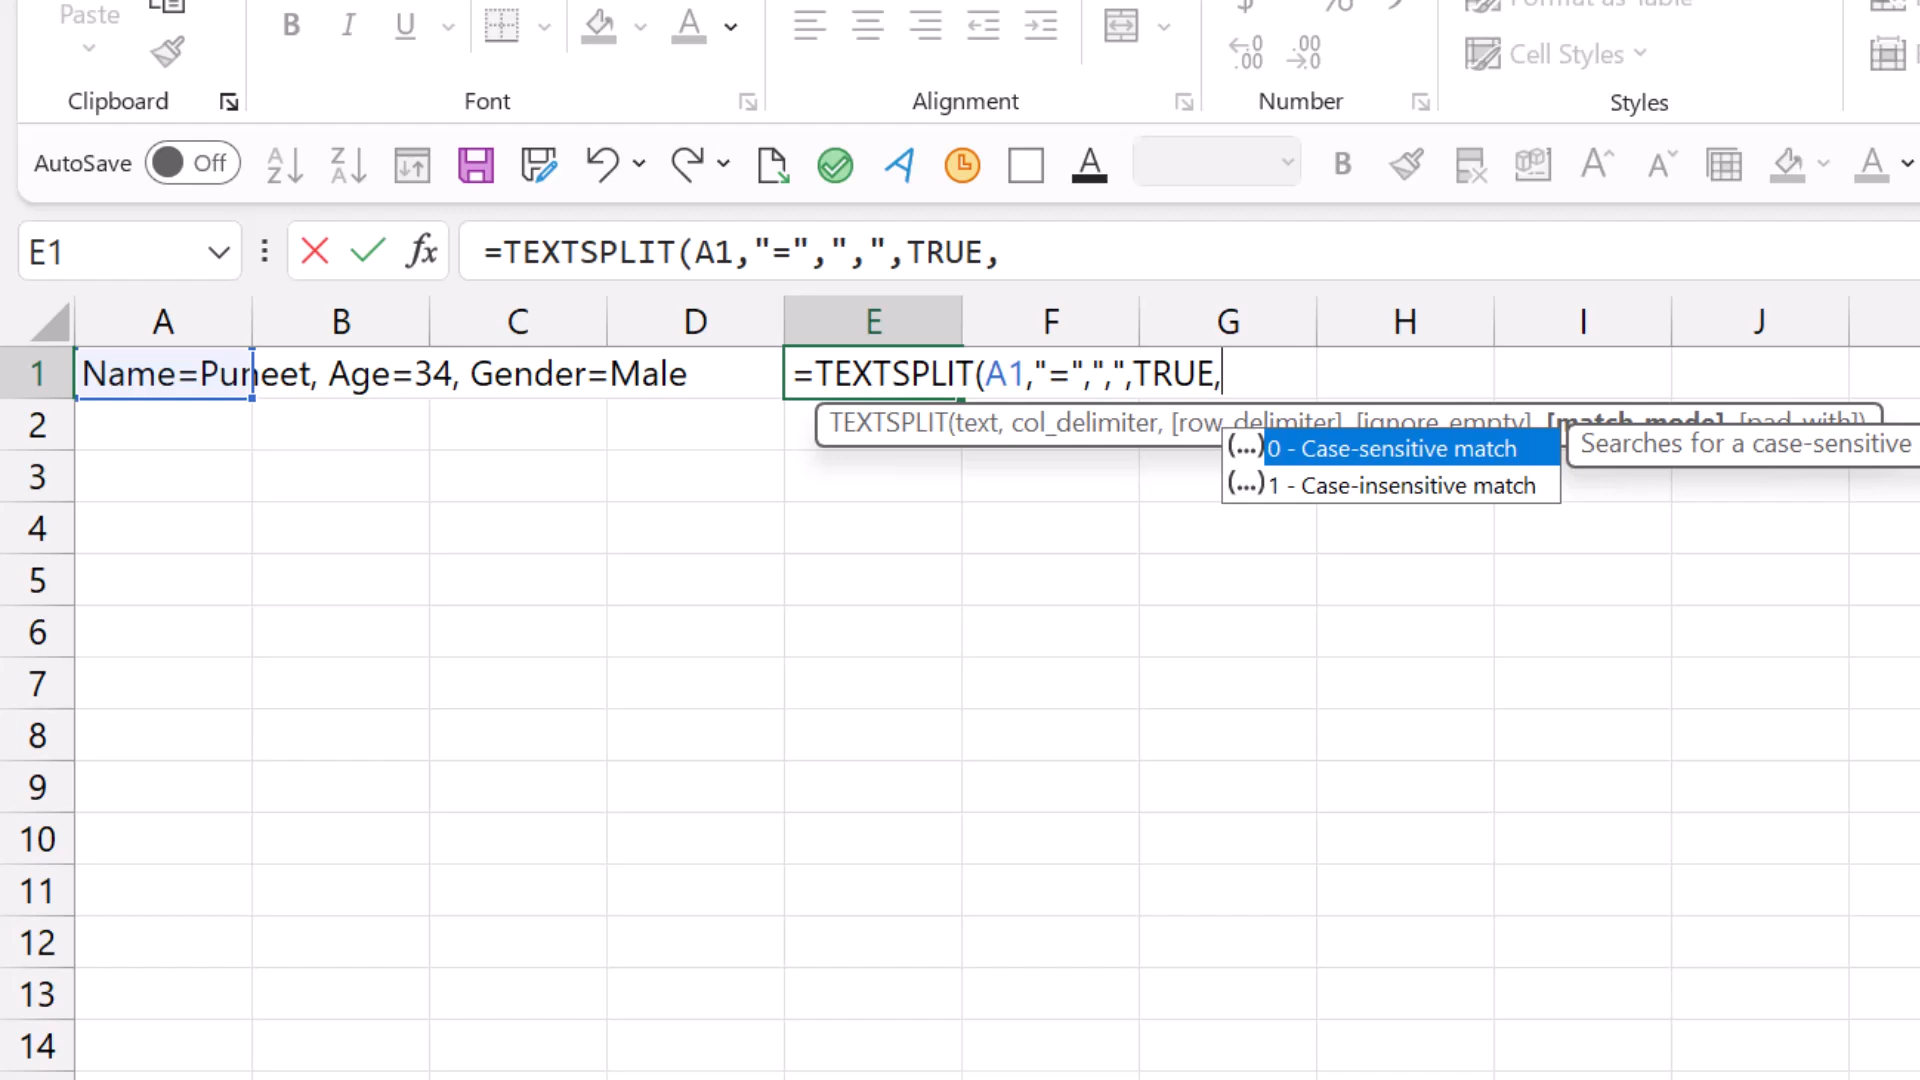 Paste
B I U A
$ % 
Cell Styles
Clipboard Font Alignment Number Styles
AutoSave Off B A A A
E1 fx =TEXTSPLIT(A1,"=",",",TRUE,
A B C D E F G H I J
1 Name=Puneet, Age=34, Gender=Male =TEXTSPLIT(A1,"=",",",TRUE,
2 TEXTSPLIT(text, col_delimiter, [row_delimiter], [ignore_empty], [match_mode], [pad_with])
(...) 0 - Case-sensitive match Searches for a case-sensitive
(...) 1 - Case-insensitive match
3
4
5
6
7
8
9
10
11
12
13
14